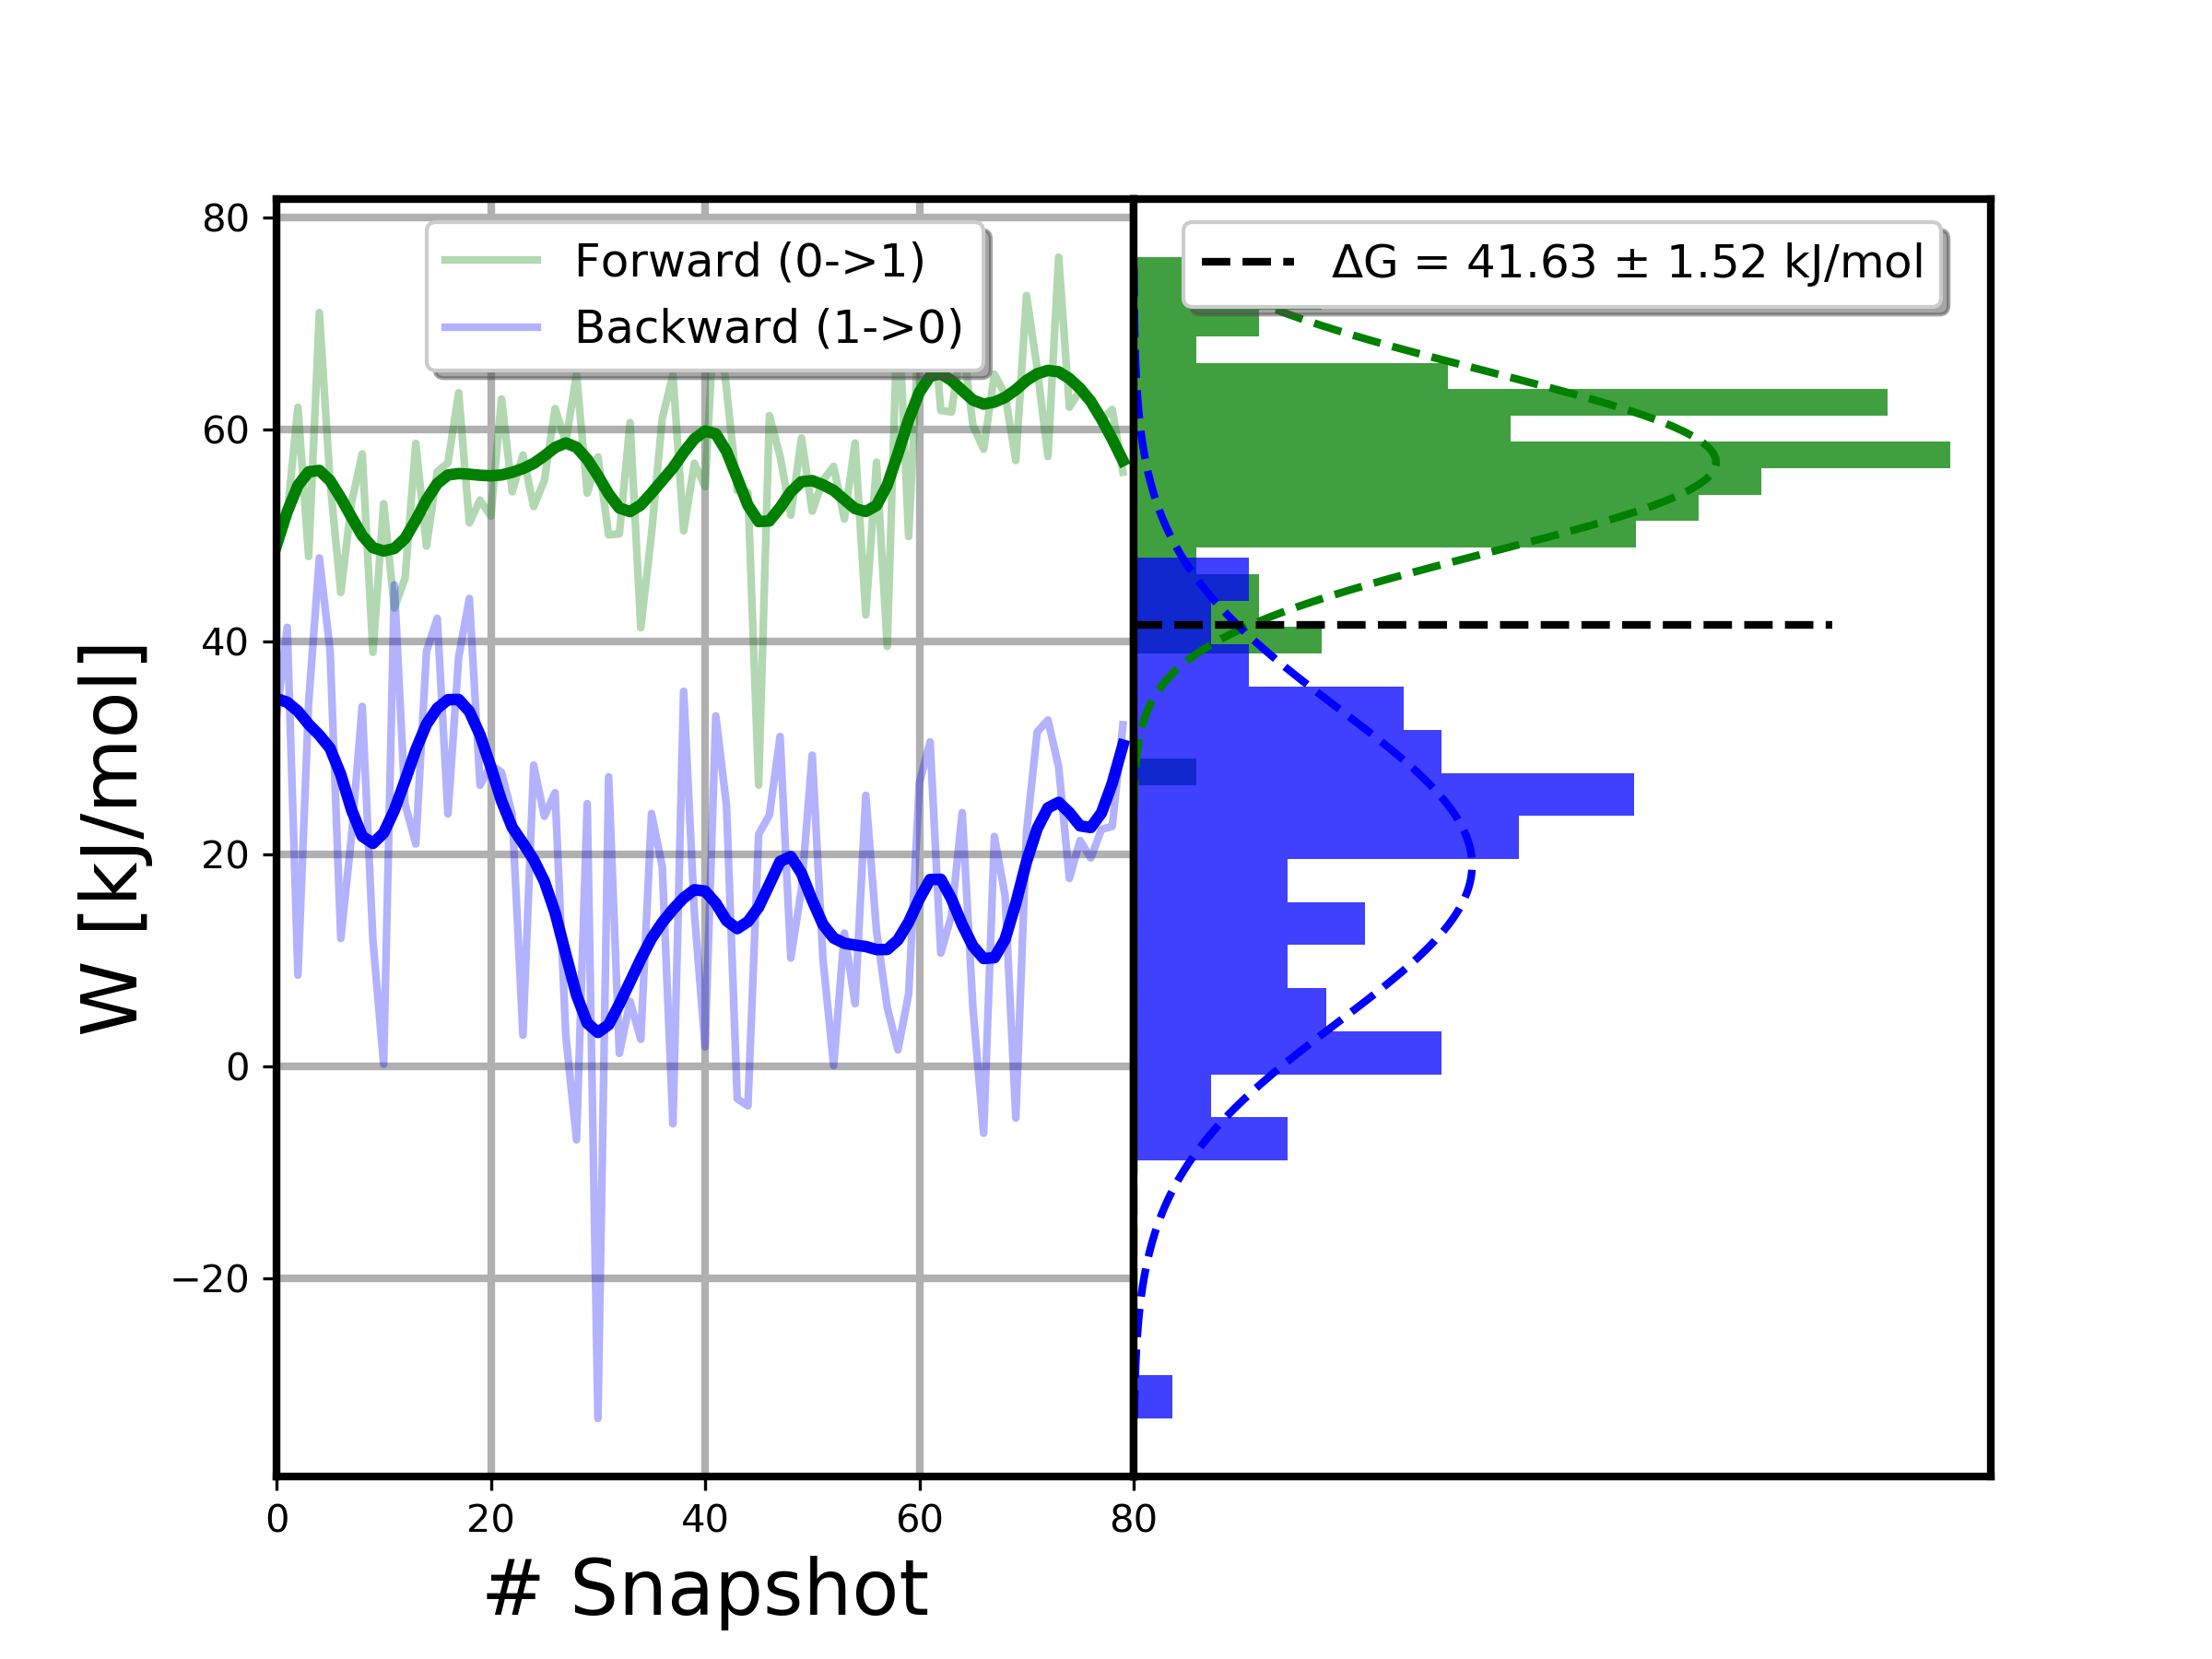 80
60
40
20
0
−20
W [kJ/mol]
Forward (0->1)
Backward (1->0)
ΔG = 41.63 ± 1.52 kJ/mol
0 20 40 60 80
# Snapshot